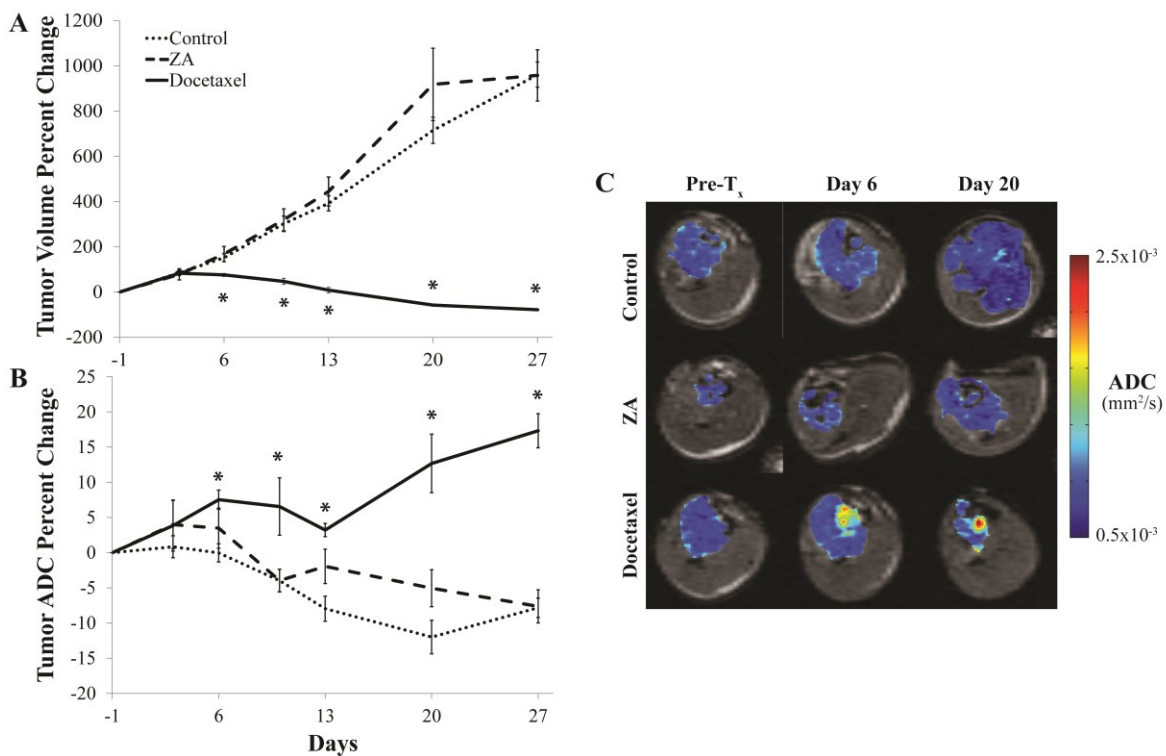 A
Tumor Volume Percent Change
1200
1000
800
600
400
200
0
-200
Control
ZA
Docetaxel
*
*
*
*
*
-1
6
13
20
27
B
Tumor ADC Percent Change
25
20
15
10
5
0
-5
-10
-15
-20
*
*
*
*
*
-1
6
13
20
27
Days
C
Pre-Tₓ Day 6 Day 20
Control
ZA
Docetaxel
2.5x10⁻³
ADC
(mm²/s)
0.5x10⁻³